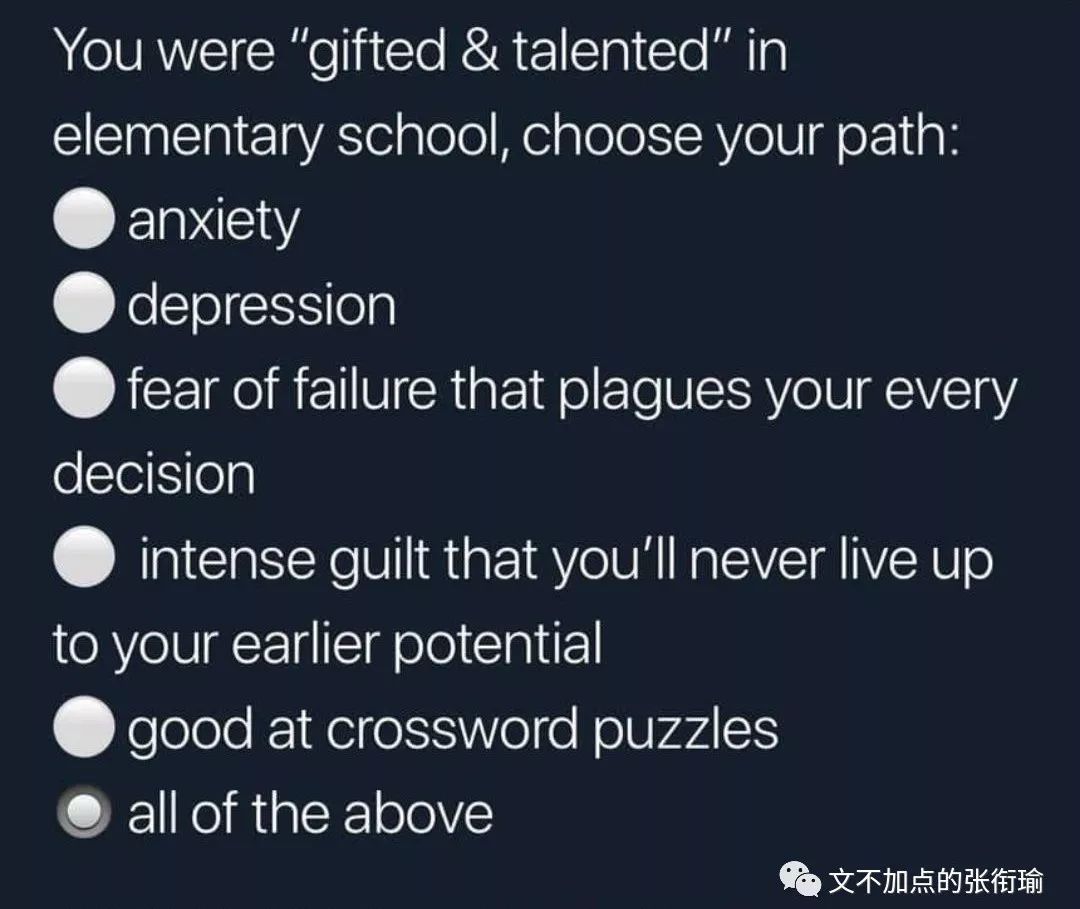 You were “gifted & talented” in
elementary school, choose your path:
⚪ anxiety
⚪ depression
⚪ fear of failure that plagues your every
decision
⚪ intense guilt that you’ll never live up
to your earlier potential
⚪ good at crossword puzzles
🔘 all of the above
文不加点的张衔瑜